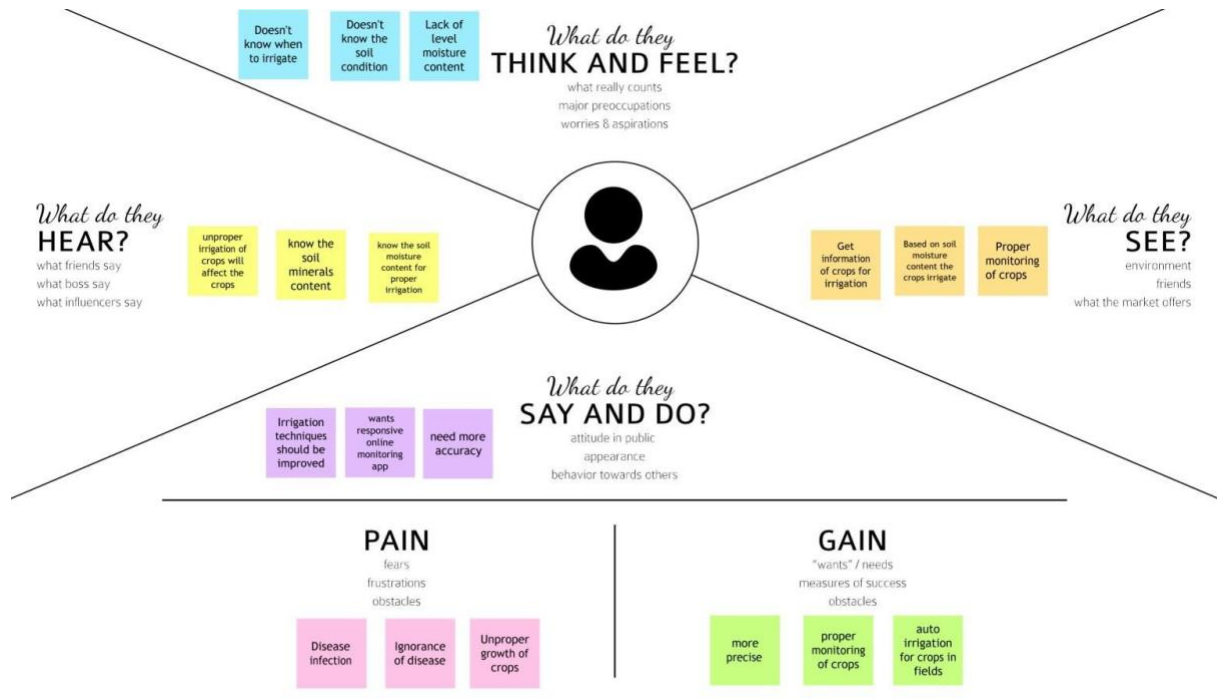 Doesn't
know when
to irrigate
Doesn't
know the
soil
condition
Lack of
level
moisture
content
What do they
THINK AND FEEL?
what really counts
major preoccupations
worries & aspirations
What do they
HEAR?
what friends say
what boss say
what influencers say
unproper
irrigation of
crops will
affect the
crops
know the
soil
minerals
content
know the soil
moisture
content for
proper
irrigation
Get
information
of crops for
irrigation
Based on soil
moisture
content the
crops irrigate
Proper
monitoring
of crops
What do they
SEE?
environment
friends
what the market offers
Irrigation
techniques
should be
improved
wants
responsive
online
monitoring
app
need more
accuracy
What do they
SAY AND DO?
attitude in public
appearance
behavior towards others
PAIN
fears
frustrations
obstacles
Disease
infection
Ignorance
of disease
Unproper
growth of
crops
GAIN
"wants" / needs
measures of success
obstacles
more
precise
proper
monitoring
of crops
auto
irrigation
for crops in
fields